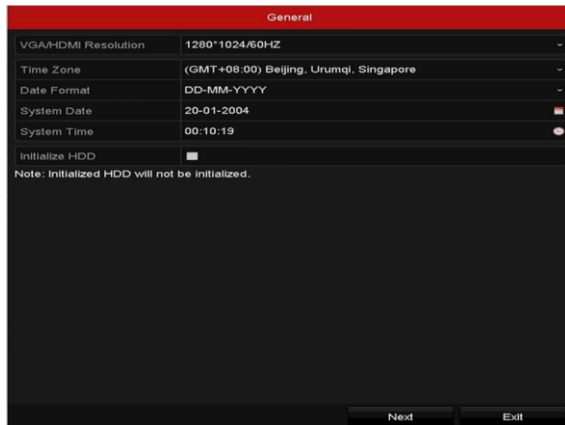 General
VGA/HDMI Resolution 1280*1024/60HZ
Time Zone (GMT+08:00) Beijing, Urumqi, Singapore
Date Format DD-MM-YYYY
System Date 20-01-2004
System Time 00:10:19
Initialize HDD
Note: Initialized HDD will not be initialized.
Next Exit